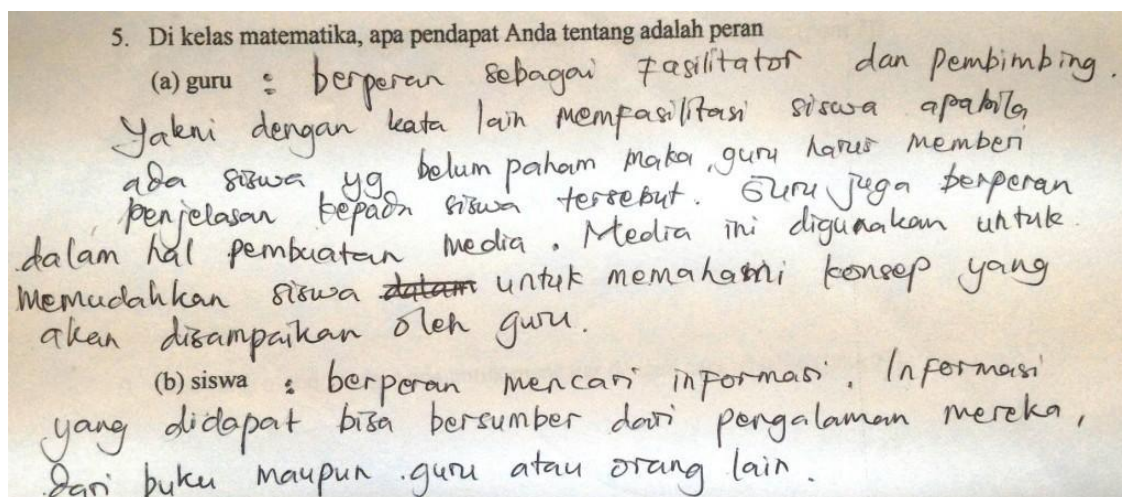 5. Di kelas matematika, apa pendapat Anda tentang adalah peran
(a) guru : berperan sebagai fasilitator dan pembimbing.
Yakni dengan kata lain memfasilitasi siswa apabila
ada siswa yg belum paham maka guru harus memberi
penjelasan kepada siswa tersebut. Guru juga berperan
dalam hal pembuatan media. Media ini digunakan untuk
memudahkan siswa dalam untuk memahami konsep yang
akan disampaikan oleh guru.
(b) siswa : berperan mencari informasi. Informasi
yang didapat bisa bersumber dari pengalaman mereka,
dari buku maupun guru atau orang lain.